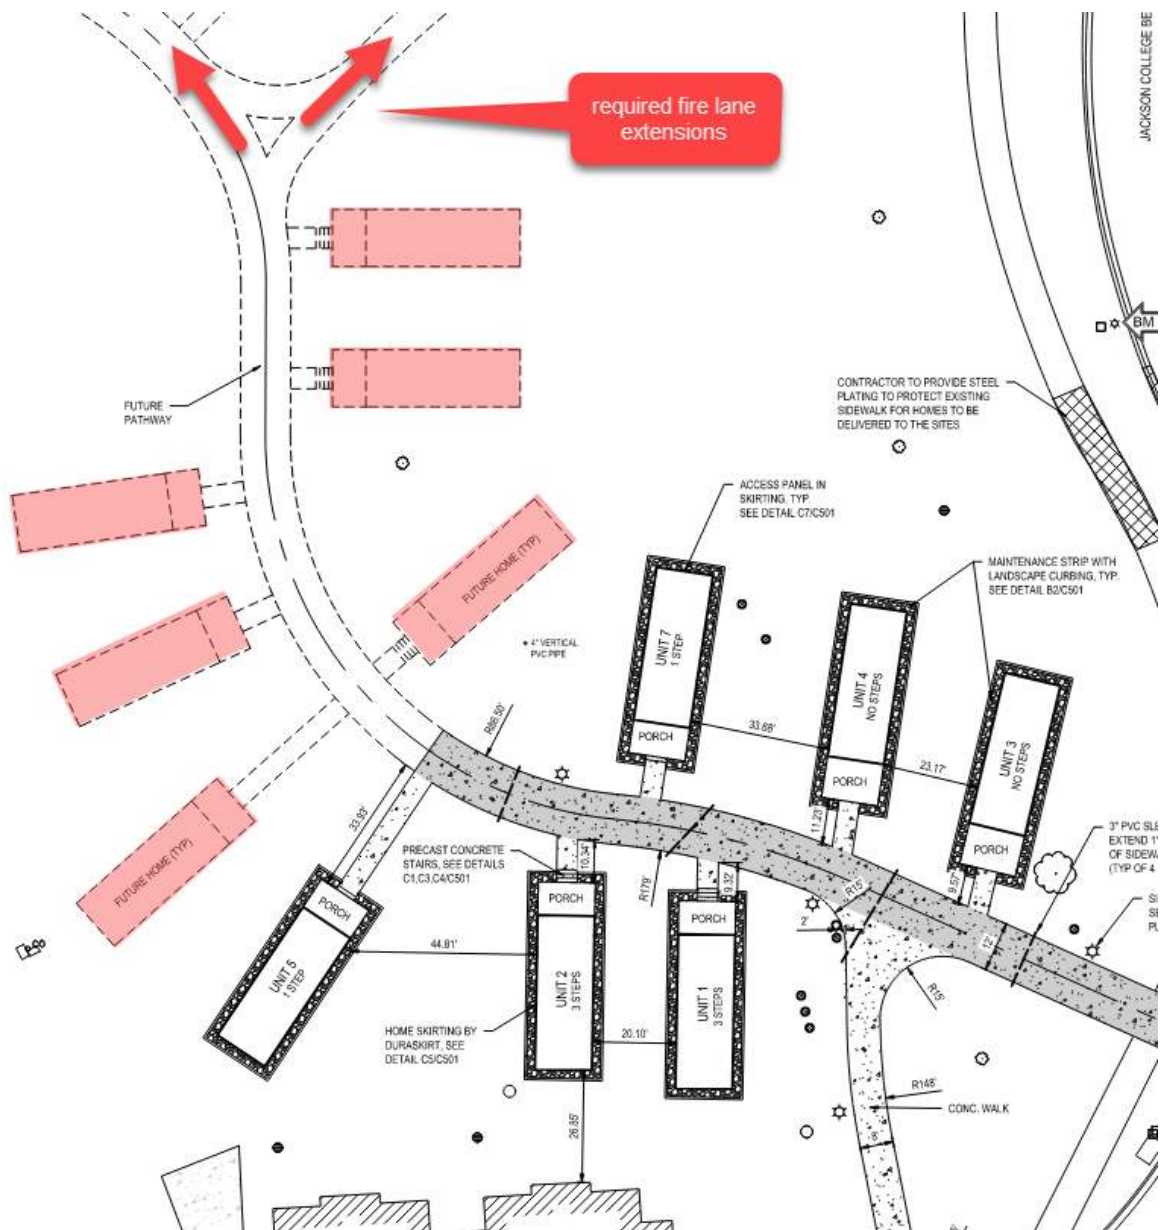 required fire lane
extensions
JACKSON COLLEGE BE
BM
FUTURE
PATHWAY
CONTRACTOR TO PROVIDE STEEL
PLATING TO PROTECT EXISTING
SIDEWALK FOR HOMES TO BE
DELIVERED TO THE SITES
ACCESS PANEL IN
SKIRTING, TYP.
SEE DETAIL C7/C501
MAINTENANCE STRIP WITH
LANDSCAPE CURBING, TYP.
SEE DETAIL B2/C501
FUTURE HOME (TYP)
4" VERTICAL
PVC PIPE
UNIT 7
1 STEP
PORCH
UNIT 4
NO STEPS
PORCH
UNIT 3
NO STEPS
PORCH
R86.50'
33.68'
23.17'
33.93'
11.23'
9.57'
PRECAST CONCRETE
STAIRS, SEE DETAILS
C1,C3,C4/C501
10.34'
R179'
9.32'
R15'
3" PVC SLE
EXTEND 1'
OF SIDEWA
(TYP OF 4
FUTURE HOME (TYP)
PORCH
UNIT 5
1 STEP
44.81'
PORCH
UNIT 2
3 STEPS
20.10'
PORCH
UNIT 1
3 STEPS
2'
12'
R15'
SI
SE
PU
HOME SKIRTING BY
DURASKIRT, SEE
DETAIL C5/C501
R148'
CONC. WALK
26.85'